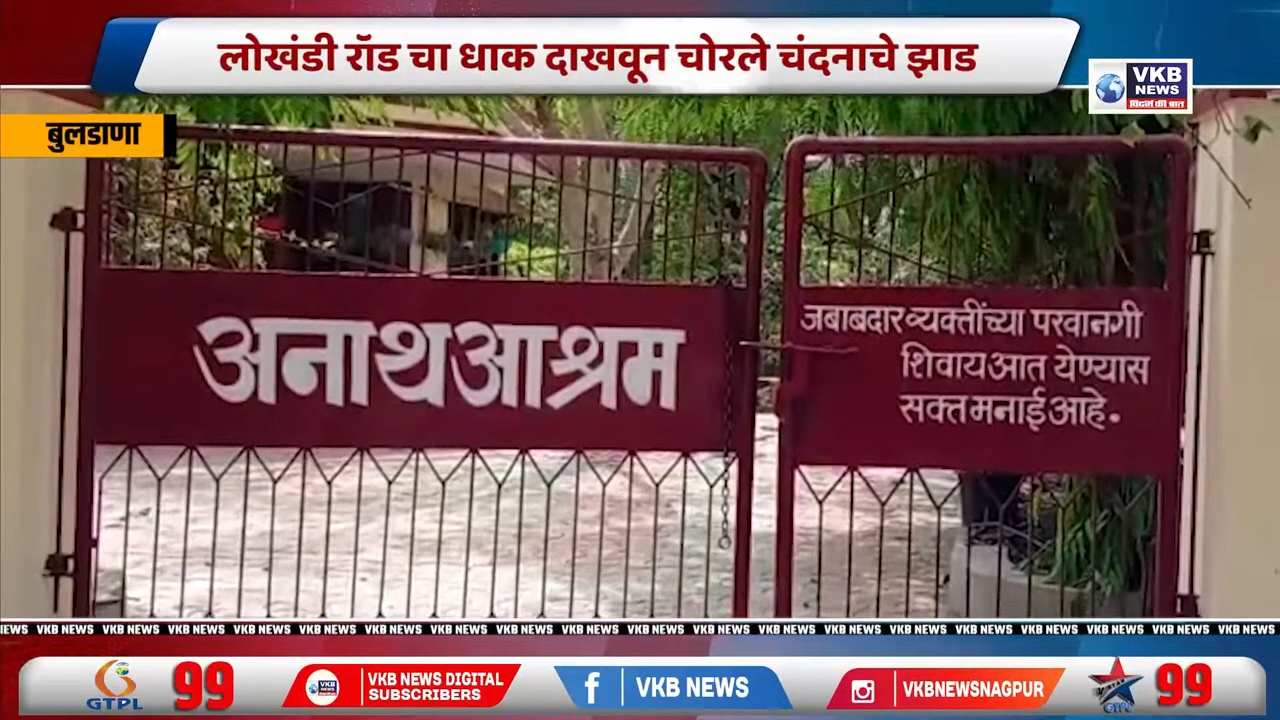 लोखंडी रॉड चा धाक दाखवून चोरले चंदनाचे झाड
VKB
NEWS
विदर्भ की बात
बुलडाणा
अनाथआश्रम
जबाबदारव्यक्तींच्या परवानगी
शिवायआत येण्यास
सक्तमनाईआहे.
NEWS VKB NEWS VKB NEWS VKB NEWS VKB NEWS VKB NEWS VKB NEWS VKB NEWS VKB NEWS VKB NEWS VKB NEWS VKB NEWS VKB NEWS VKB NEWS VKB NEWS VKB NEWS VKB NEWS VKB NEWS VKB NEWS VKB NEWS
GTPL
99
VKB NEWS DIGITAL
SUBSCRIBERS
VKB NEWS
VKBNEWSNAGPUR
GTPL
99